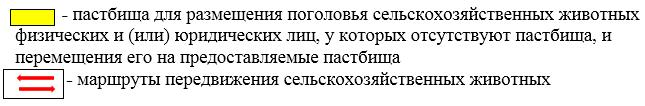 - пастбища для размещения поголовья сельскохозяйственных животных
физических и (или) юридических лиц, у которых отсутствуют пастбища, и
перемещения его на предоставляемые пастбища
- маршруты передвижения сельскохозяйственных животных